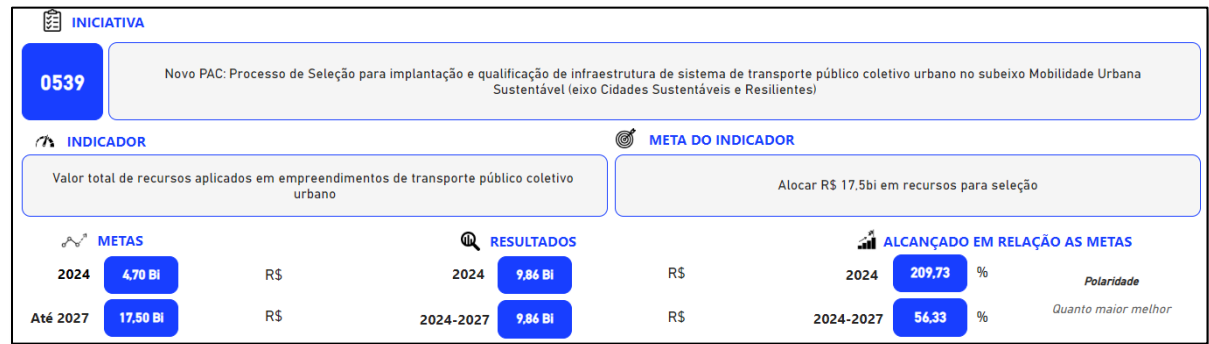 INICIATIVA
0539
Novo PAC: Processo de Seleção para implantação e qualificação de infraestrutura de sistema de transporte público coletivo urbano no subeixo Mobilidade Urbana
Sustentável (eixo Cidades Sustentáveis e Resilientes)
INDICADOR
META DO INDICADOR
Valor total de recursos aplicados em empreendimentos de transporte público coletivo
urbano
Alocar R$ 17,5bi em recursos para seleção
METAS
RESULTADOS
ALCANÇADO EM RELAÇÃO AS METAS
2024 4,70 Bi R$ 2024 9,86 Bi R$ 2024 209,73 % Polaridade
Até 2027 17,50 Bi R$ 2024-2027 9,86 Bi R$ 2024-2027 56,33 % Quanto maior melhor